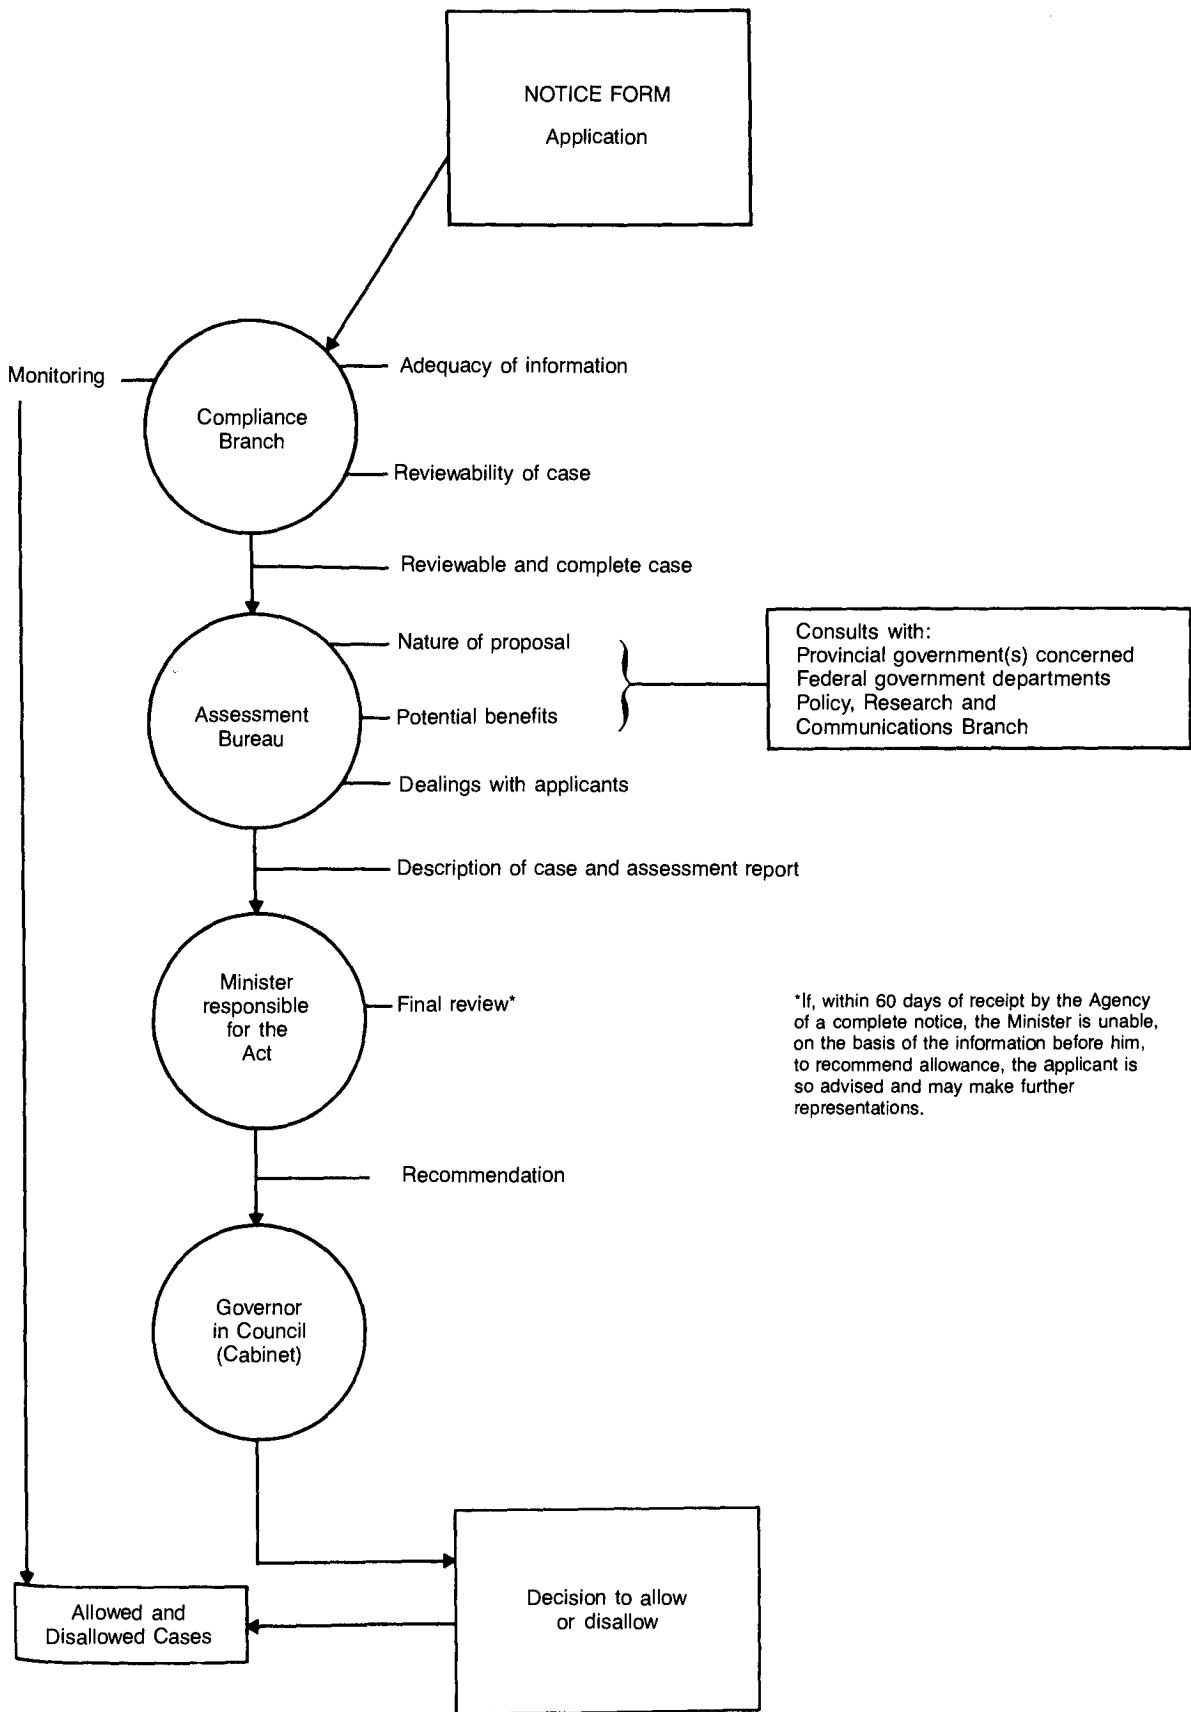 NOTICE FORM
Application
Monitoring
Adequacy of information
Compliance
Branch
Reviewability of case
Reviewable and complete case
Nature of proposal
Potential benefits
Assessment
Bureau
Dealings with applicants
Consults with:
Provincial government(s) concerned
Federal government departments
Policy, Research and
Communications Branch
Description of case and assessment report
Minister
responsible
for the
Act
Final review*
*If, within 60 days of receipt by the Agency
of a complete notice, the Minister is unable,
on the basis of the information before him,
to recommend allowance, the applicant is
so advised and may make further
representations.
Recommendation
Governor
in Council
(Cabinet)
Decision to allow
or disallow
Allowed and
Disallowed Cases